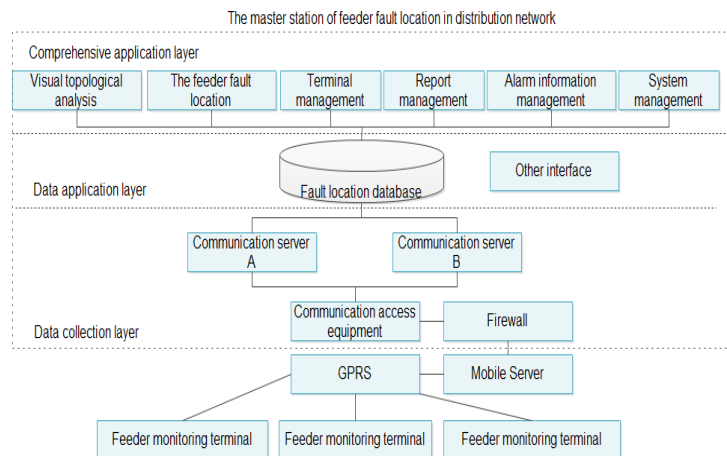 The master station of feeder fault location in distribution network
Comprehensive application layer
Visual topological
analysis
The feeder fault
location
Terminal
management
Report
management
Alarm information
management
System
management
Fault location database
Other interface
Data application layer
Communication server
A
Communication server
B
Communication access
equipment
Firewall
Data collection layer
GPRS
Mobile Server
Feeder monitoring terminal
Feeder monitoring terminal
Feeder monitoring terminal